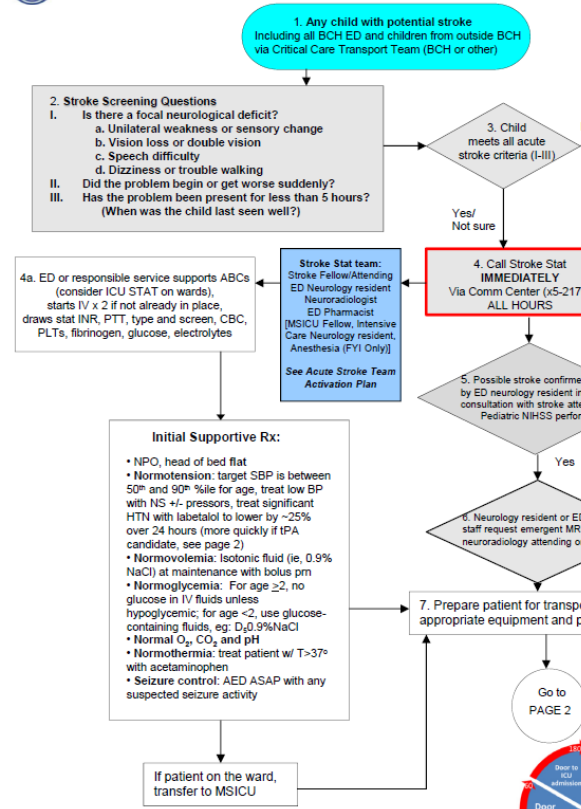 1. Any child with potential stroke
Including all BCH ED and children from outside BCH
via Critical Care Transport Team (BCH or other)
2. Stroke Screening Questions
I. Is there a focal neurological deficit?
a. Unilateral weakness or sensory change
b. Vision loss or double vision
c. Speech difficulty
d. Dizziness or trouble walking
II. Did the problem begin or get worse suddenly?
III. Has the problem been present for less than 5 hours?
(When was the child last seen well?)
3. Child
meets all acute
stroke criteria (I-III)
Yes/
Not sure
4. Call Stroke Stat
IMMEDIATELY
Via Comm Center (x5-217
ALL HOURS
Stroke Stat team:
Stroke Fellow/Attending
ED Neurology resident
Neuroradiologist
ED Pharmacist
[MSICU Fellow, Intensive
Care Neurology resident,
Anesthesia (FYI Only)]
See Acute Stroke Team
Activation Plan
4a. ED or responsible service supports ABCs
(consider ICU STAT on wards),
starts IV x 2 if not already in place,
draws stat INR, PTT, type and screen, CBC,
PLTs, fibrinogen, glucose, electrolytes
5. Possible stroke confirme
by ED neurology resident in
consultation with stroke atte
Pediatric NIHSS perfor
Yes
6. Neurology resident or ED
staff request emergent MR
neuroradiology attending o
Initial Supportive Rx:
• NPO, head of bed flat
• Normotension: target SBP is between
50th and 90th %ile for age, treat low BP
with NS +/- pressors, treat significant
HTN with labetalol to lower by ~25%
over 24 hours (more quickly if tPA
candidate, see page 2)
• Normovolemia: Isotonic fluid (ie, 0.9%
NaCl) at maintenance with bolus prn
• Normoglycemia: For age ≥2, no
glucose in IV fluids unless
hypoglycemic; for age <2, use glucose-
containing fluids, eg: D₅0.9%NaCl
• Normal O₂, CO₂ and pH
• Normothermia: treat patient w/ T>37º
with acetaminophen
• Seizure control: AED ASAP with any
suspected seizure activity
7. Prepare patient for transpo
appropriate equipment and p
Go to
PAGE 2
If patient on the ward,
transfer to MSICU
180
Door to
ICU
admission
60
Door